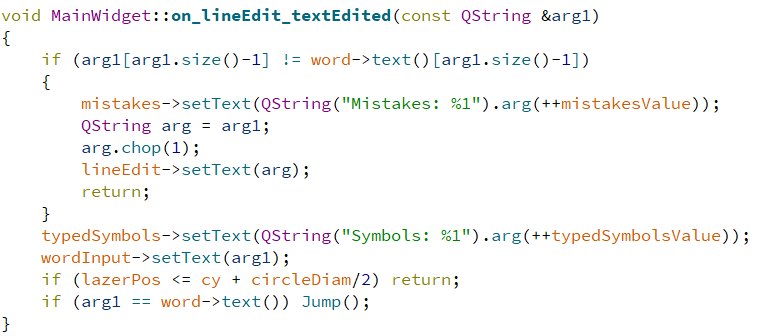 void MainWidget::on_lineEdit_textEdited(const QString &arg1)
{
    if (arg1[arg1.size()-1] != word->text()[arg1.size()-1])
    {
        mistakes->setText(QString("Mistakes: %1").arg(++mistakesValue));
        QString arg = arg1;
        arg.chop(1);
        lineEdit->setText(arg);
        return;
    }
    typedSymbols->setText(QString("Symbols: %1").arg(++typedSymbolsValue));
    wordInput->setText(arg1);
    if (lazerPos <= cy + circleDiam/2) return;
    if (arg1 == word->text()) Jump();
}